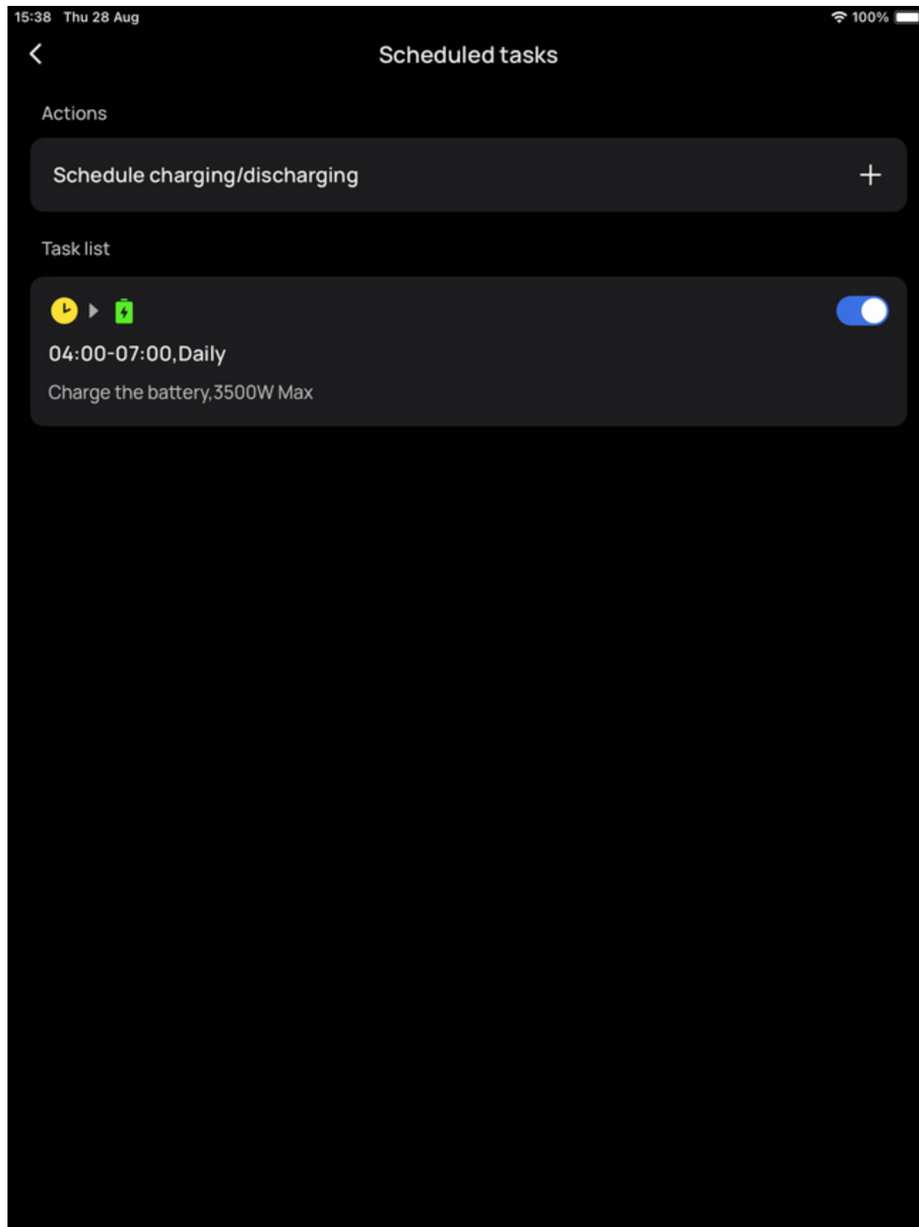 15:38 Thu 28 Aug 100%
Scheduled tasks
Actions
Schedule charging/discharging
Task list
04:00-07:00,Daily
Charge the battery,3500W Max